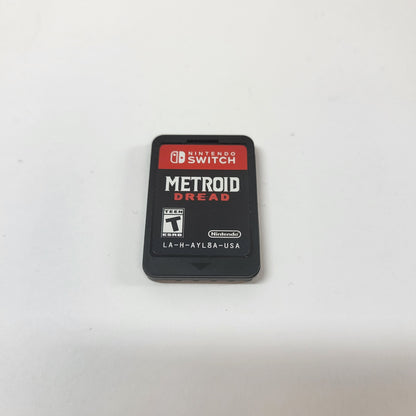 NINTENDO
SWITCH
METROID
DREAD
TEEN
T
ESRB
Nintendo
LA-H-AYL8A-USA